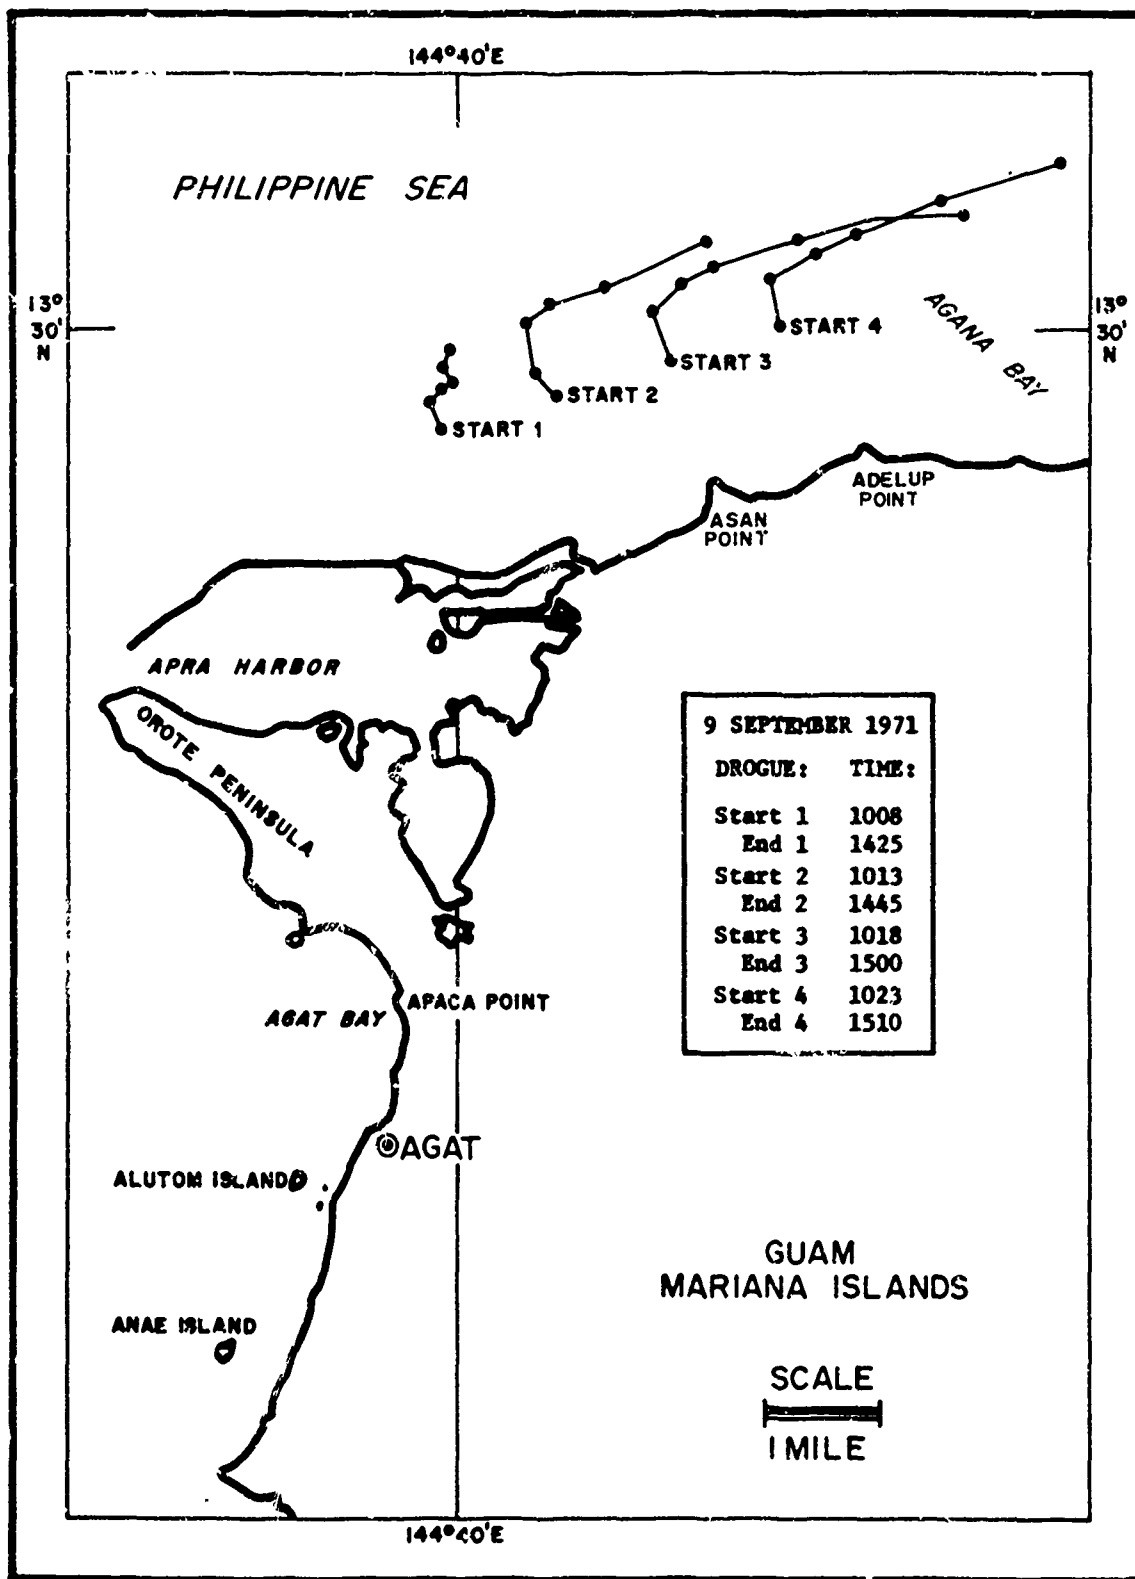 144°40'E
PHILIPPINE SEA
13°
30'
N
13°
30'
N
AGANA BAY
START 4
START 3
START 2
START 1
ADELUP
POINT
ASAN
POINT
APRA HARBOR
OROTE PENINSULA
9 SEPTEMBER 1971
DROGUE: TIME:
Start 1 1008
End 1 1425
Start 2 1013
End 2 1445
Start 3 1018
End 3 1500
Start 4 1023
End 4 1510
APACA POINT
AGAT BAY
AGAT
ALUTOM ISLAND
ANAE ISLAND
GUAM
MARIANA ISLANDS
SCALE
1 MILE
144°40'E